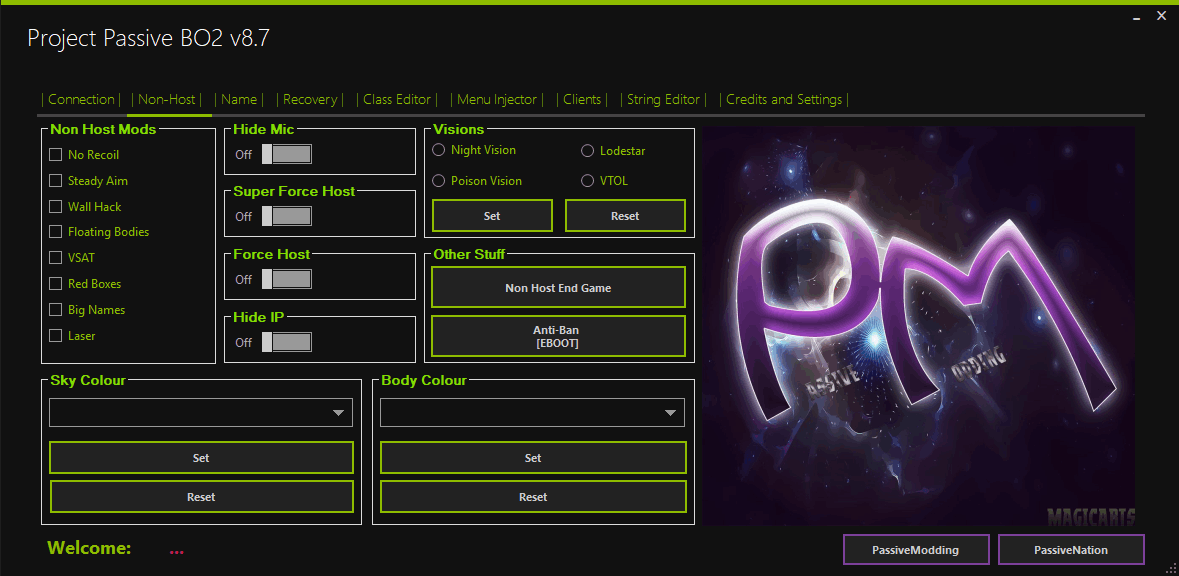 Project Passive BO2 v8.7
| Connection | | Non-Host | | Name | | Recovery | | Class Editor | | Menu Injector | | Clients | | String Editor | | Credits and Settings |
Non Host Mods
No Recoil
Steady Aim
Wall Hack
Floating Bodies
VSAT
Red Boxes
Big Names
Laser
Hide Mic
Off
Super Force Host
Off
Force Host
Off
Hide IP
Off
Visions
Night Vision
Lodestar
Poison Vision
VTOL
Set
Reset
Other Stuff
Non Host End Game
Anti-Ban
[EBOOT]
Sky Colour
Set
Reset
Body Colour
Set
Reset
PM
ASSIVE
ODDING
MAGICARTS
Welcome: ...
PassiveModding
PassiveNation